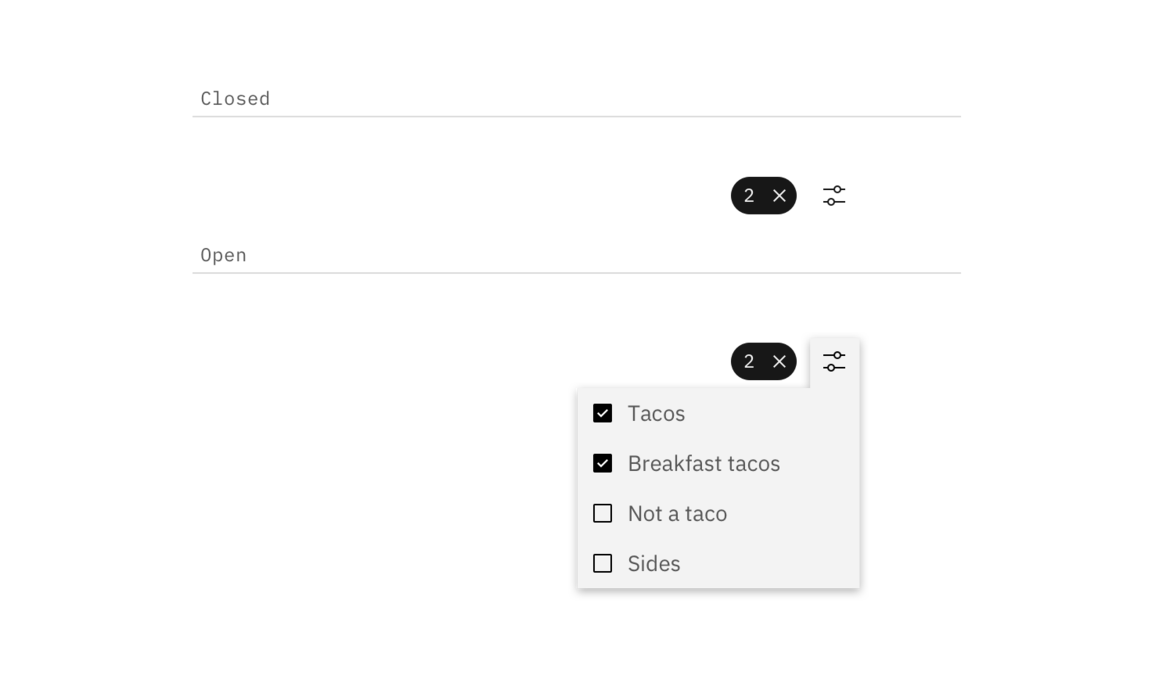 Closed
2
Open
2
Tacos
Breakfast tacos
Not a taco
Sides